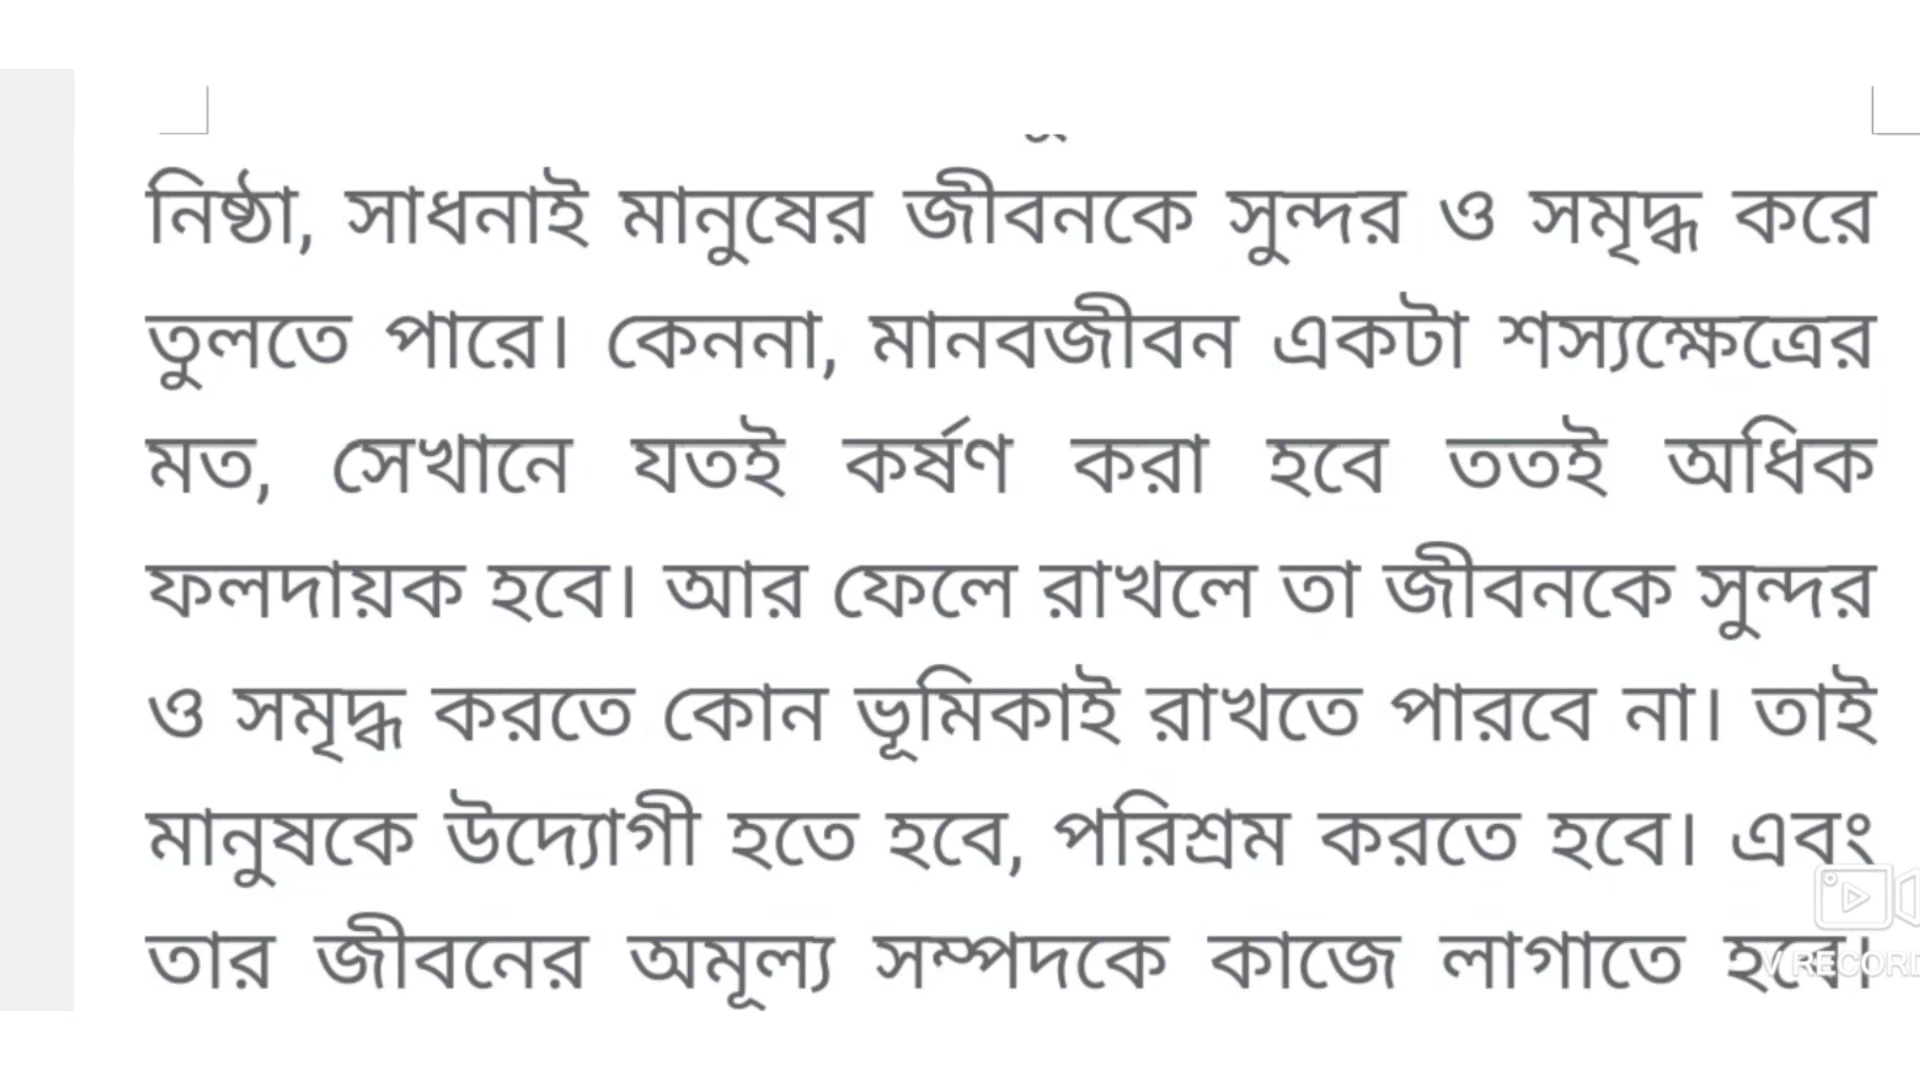 নিষ্ঠা, সাধনাই মানুষের জীবনকে সুন্দর ও সমৃদ্ধ করে
তুলতে পারে। কেননা, মানবজীবন একটা শস্যক্ষেত্রের
মত, সেখানে যতই কর্ষণ করা হবে ততই অধিক
ফলদায়ক হবে। আর ফেলে রাখলে তা জীবনকে সুন্দর
ও সমৃদ্ধ করতে কোন ভূমিকাই রাখতে পারবে না। তাই
মানুষকে উদ্যোগী হতে হবে, পরিশ্রম করতে হবে। এবং
তার জীবনের অমূল্য সম্পদকে কাজে লাগাতে হবে।
V RECORD